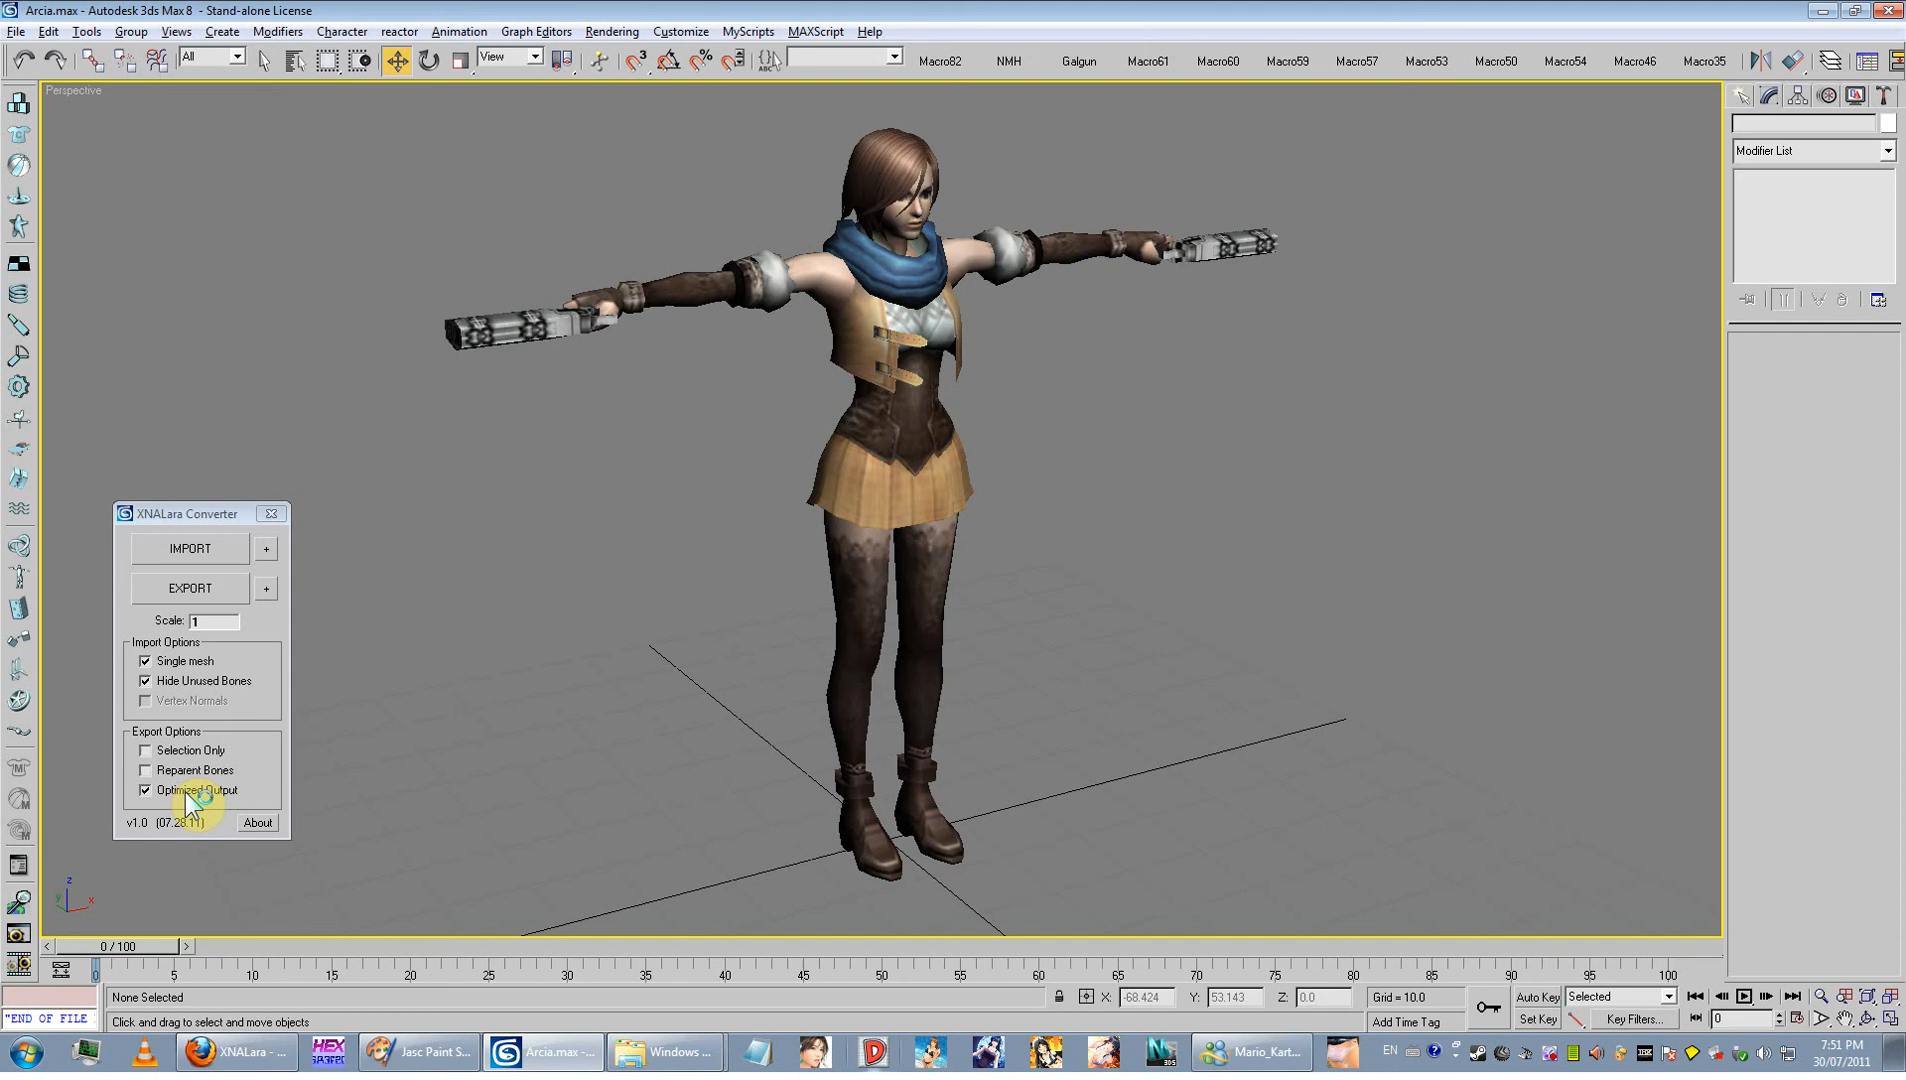 Arcia.max - Autodesk 3ds Max 8 - Stand-alone License
File Edit Tools Group Views Create Modifiers Character reactor Animation Graph Editors Rendering Customize MyScripts MAXScript Help
All View Macro82 NMH Galgun Macro61 Macro60 Macro59 Macro57 Macro53 Macro50 Macro54 Macro46 Macro35
Perspective
Modifier List
XNALara Converter
IMPORT +
EXPORT +
Scale: 1
Import Options
Single mesh
Hide Unused Bones
Vertex Normals
Export Options
Selection Only
Reparent Bones
Optimized Output
v1.0 (07.28.11) About
z
y x
< 0 / 100 >
0 5 10 15 20 25 30 35 40 45 50 55 60 65 70 75 80 85 90 95 100
None Selected X: -68.424 Y: 53.143 Z: 0.0 Grid = 10.0 Auto Key Selected
"END OF FILE Click and drag to select and move objects Add Time Tag Set Key Key Filters... 0
XNALara - ... Jasc Paint S... Arcia.max -... Windows ... Mario_Kart... EN 7:51 PM
30/07/2011